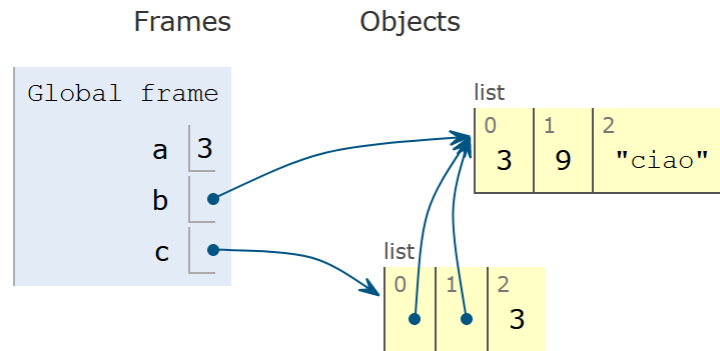 Frames Objects
Global frame
list
0 1 2
3 9 "ciao"
a 3
b
c
list
0 1 2
3